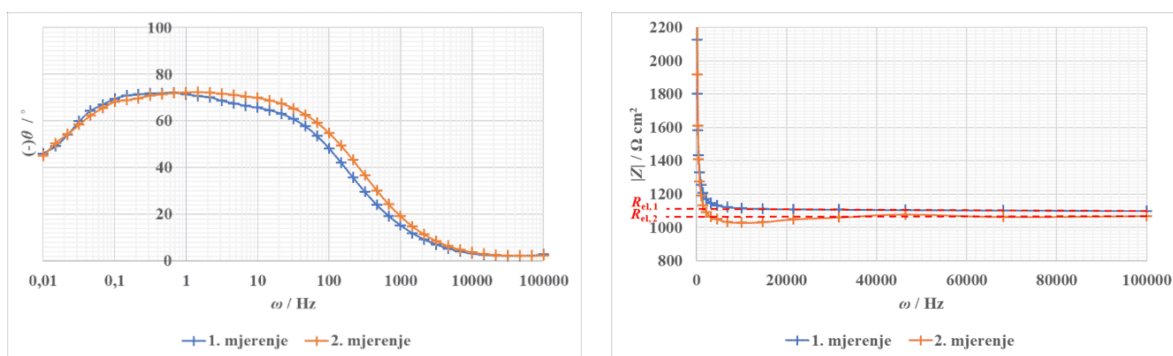 100
80
60
40
20
0
(-)θ / °
0,01 0,1 1 10 100 1000 10000 100000
ω / Hz
1. mjerenje 2. mjerenje
2200
2000
1800
1600
1400
1200
1000
800
|Z| / Ω cm²
Rel, 1
Rel, 2
0 20000 40000 60000 80000 100000
ω / Hz
1. mjerenje 2. mjerenje